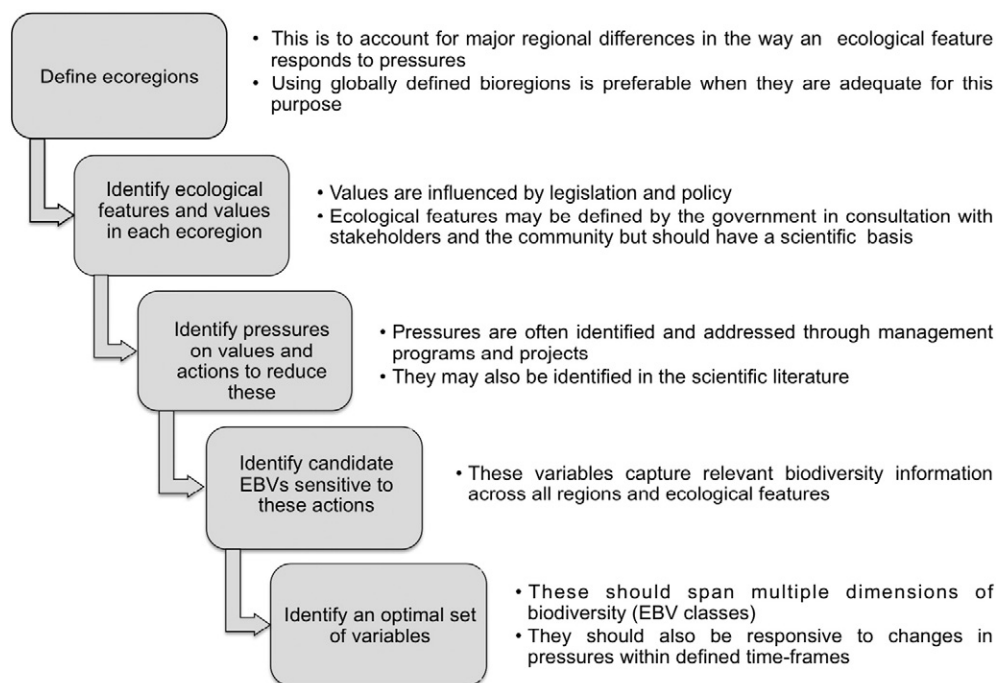 Define ecoregions
• This is to account for major regional differences in the way an ecological feature
responds to pressures
• Using globally defined bioregions is preferable when they are adequate for this
purpose
Identify ecological
features and values
in each ecoregion
• Values are influenced by legislation and policy
• Ecological features may be defined by the government in consultation with
stakeholders and the community but should have a scientific basis
Identify pressures
on values and
actions to reduce
these
• Pressures are often identified and addressed through management
programs and projects
• They may also be identified in the scientific literature
Identify candidate
EBVs sensitive to
these actions
• These variables capture relevant biodiversity information
across all regions and ecological features
Identify an optimal set
of variables
• These should span multiple dimensions of
biodiversity (EBV classes)
• They should also be responsive to changes in
pressures within defined time-frames